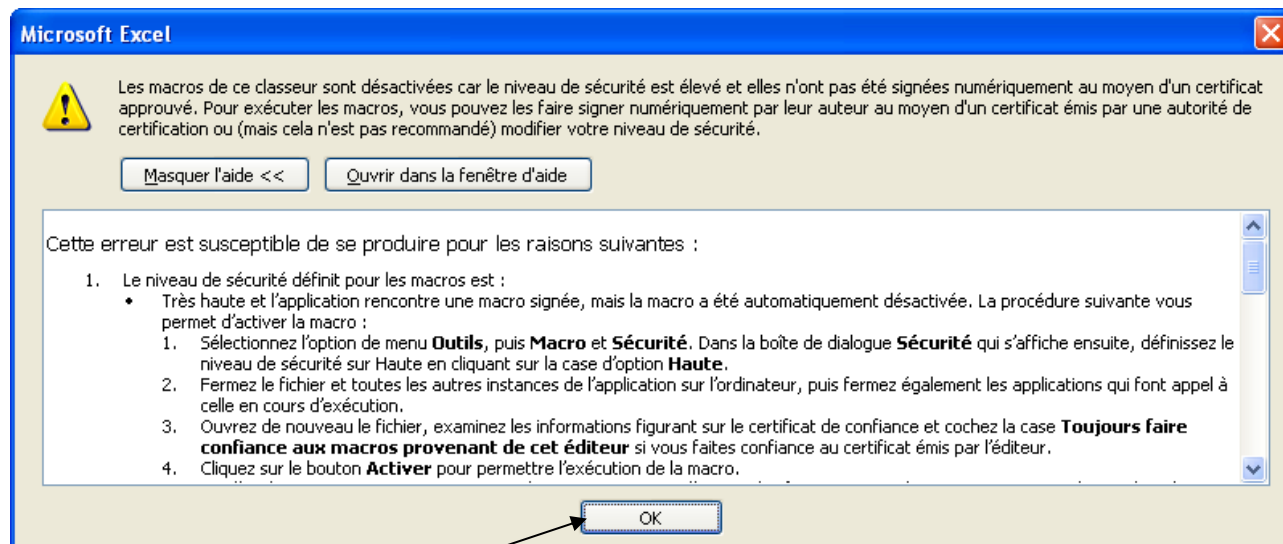 Microsoft Excel
Les macros de ce classeur sont désactivées car le niveau de sécurité est élevé et elles n'ont pas été signées numériquement au moyen d'un certificat
approuvé. Pour exécuter les macros, vous pouvez les faire signer numériquement par leur auteur au moyen d'un certificat émis par une autorité de
certification ou (mais cela n'est pas recommandé) modifier votre niveau de sécurité.
Masquer l'aide << Ouvrir dans la fenêtre d'aide
Cette erreur est susceptible de se produire pour les raisons suivantes :
1. Le niveau de sécurité définit pour les macros est :
• Très haute et l’application rencontre une macro signée, mais la macro a été automatiquement désactivée. La procédure suivante vous
permet d’activer la macro :
1. Sélectionnez l’option de menu Outils, puis Macro et Sécurité. Dans la boîte de dialogue Sécurité qui s’affiche ensuite, définissez le
niveau de sécurité sur Haute en cliquant sur la case d’option Haute.
2. Fermez le fichier et toutes les autres instances de l’application sur l’ordinateur, puis fermez également les applications qui font appel à
celle en cours d’exécution.
3. Ouvrez de nouveau le fichier, examinez les informations figurant sur le certificat de confiance et cochez la case Toujours faire
confiance aux macros provenant de cet éditeur si vous faites confiance au certificat émis par l’éditeur.
4. Cliquez sur le bouton Activer pour permettre l’exécution de la macro.
OK